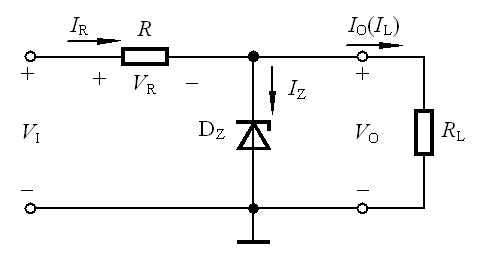 I_R R I_O(I_L)
+ + V_R − I_Z +
V_I D_Z V_O R_L
− −